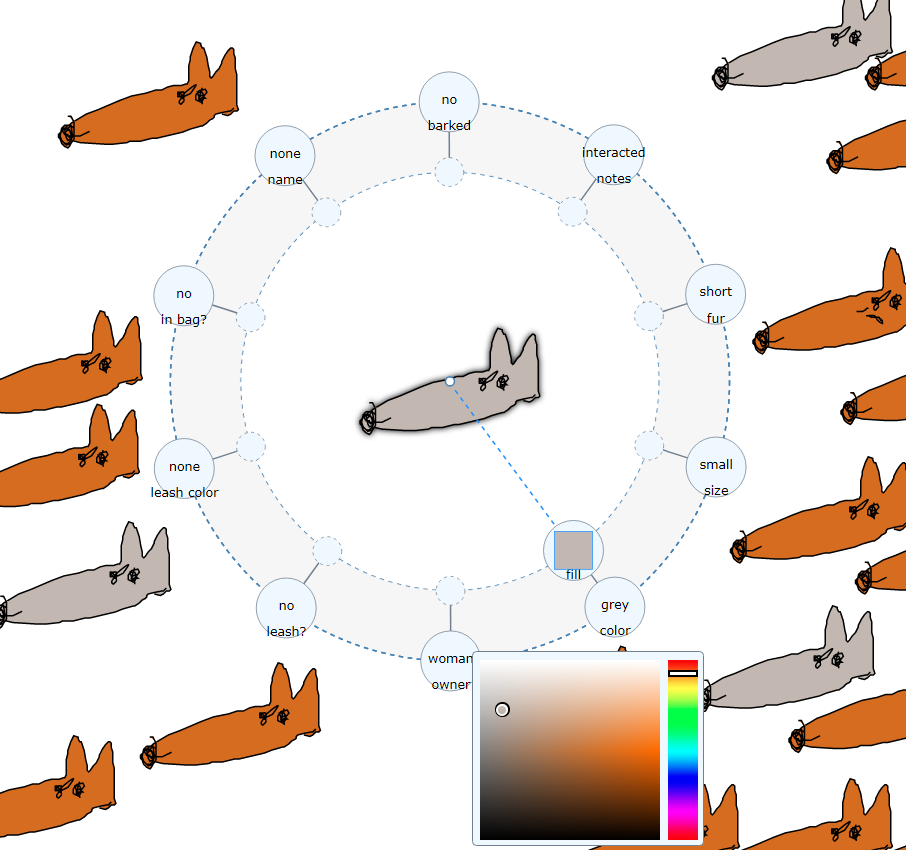 no
barked
none
name
interacted
notes
no
in bag?
short
fur
none
leash color
small
size
fill
no
leash?
grey
color
woman
owner